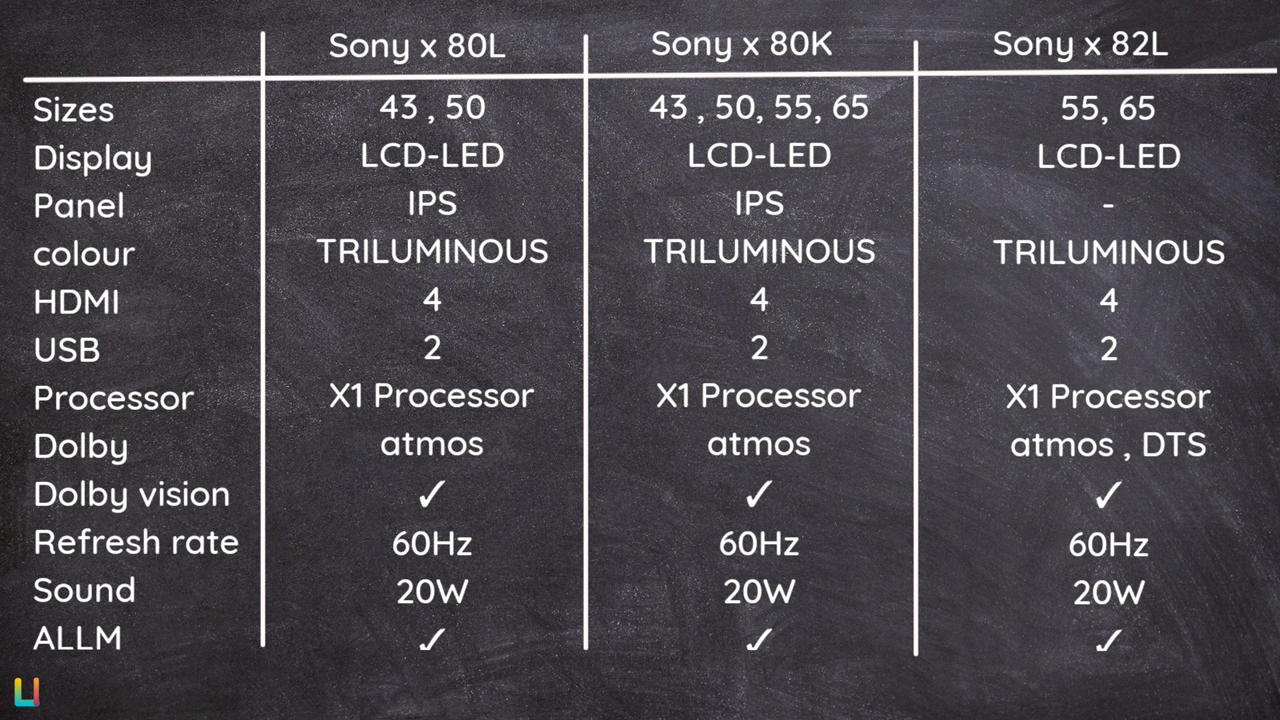 Sony x 80L Sony x 80K Sony x 82L
Sizes 43 , 50 43 , 50, 55, 65 55, 65
Display LCD-LED LCD-LED LCD-LED
Panel IPS IPS -
colour TRILUMINOUS TRILUMINOUS TRILUMINOUS
HDMI 4 4 4
USB 2 2 2
Processor X1 Processor X1 Processor X1 Processor
Dolby atmos atmos atmos , DTS
Dolby vision ✓ ✓ ✓
Refresh rate 60Hz 60Hz 60Hz
Sound 20W 20W 20W
ALLM ✓ ✓ ✓